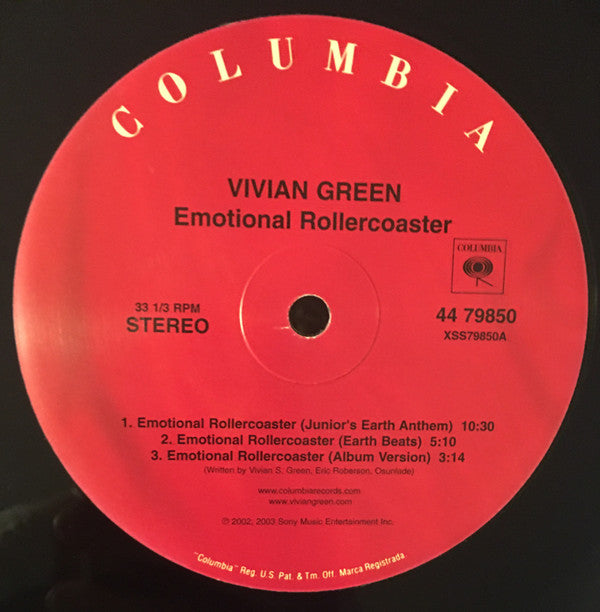 COLUMBIA
VIVIAN GREEN
Emotional Rollercoaster
COLUMBIA
33 1/3 RPM
STEREO
44 79850
XSS79850A
1. Emotional Rollercoaster (Junior's Earth Anthem) 10:30
2. Emotional Rollercoaster (Earth Beats) 5:10
3. Emotional Rollercoaster (Album Version) 3:14
(Written by Vivian S. Green, Eric Roberson, Osunlade)
www.columbiarecords.com
www.viviangreen.com
℗ 2002, 2003 Sony Music Entertainment Inc.
"Columbia" Reg. U.S. Pat. & Tm. Off. Marca Registrada.